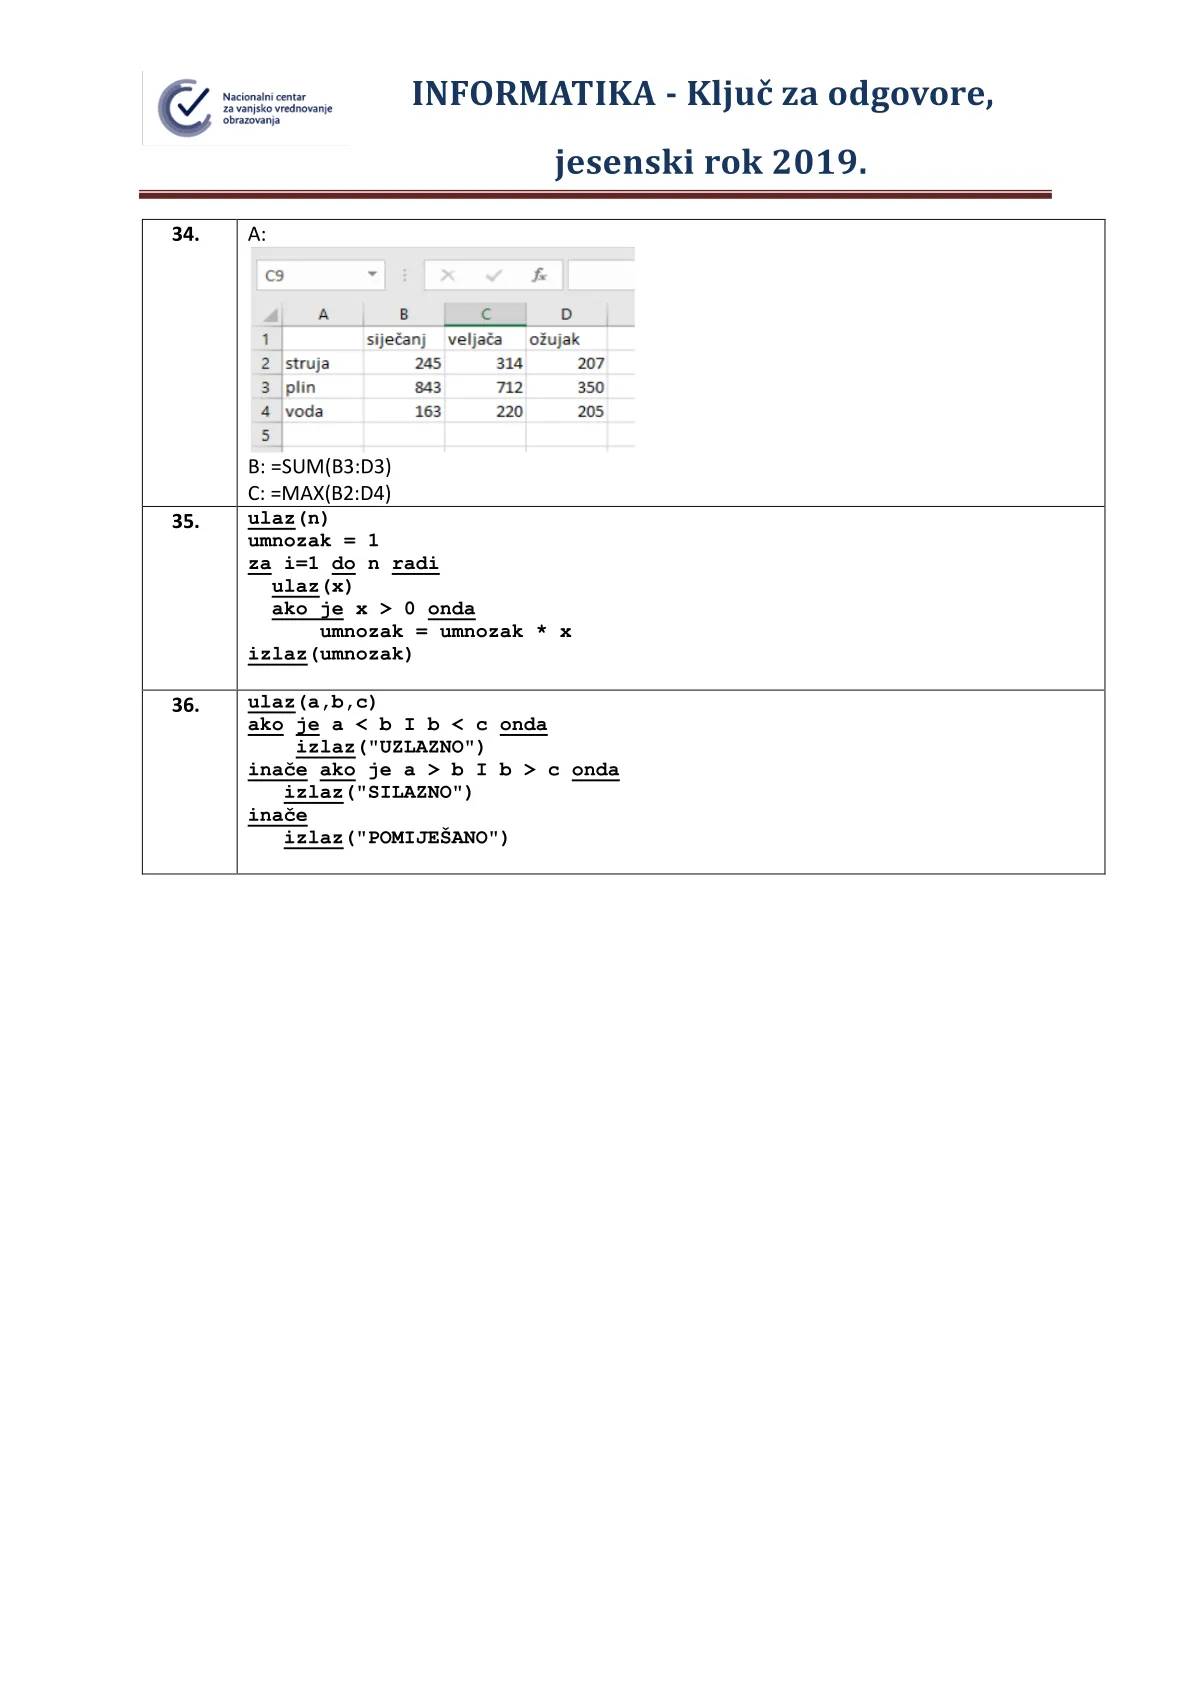 Nacionalni centar
za vanjsko vrednovanje
obrazovanja
INFORMATIKA - Ključ za odgovore,
jesenski rok 2019.
34.
A:
C9 fx
A B C D
1 siječanj veljača ožujak
2 struja 245 314 207
3 plin 843 712 350
4 voda 163 220 205
5
B: =SUM(B3:D3)
C: =MAX(B2:D4)
35.
ulaz(n)
umnozak = 1
za i=1 do n radi
ulaz(x)
ako je x > 0 onda
umnozak = umnozak * x
izlaz(umnozak)
36.
ulaz(a,b,c)
ako je a < b I b < c onda
izlaz("UZLAZNO")
inače ako je a > b I b > c onda
izlaz("SILAZNO")
inače
izlaz("POMIJEŠANO")